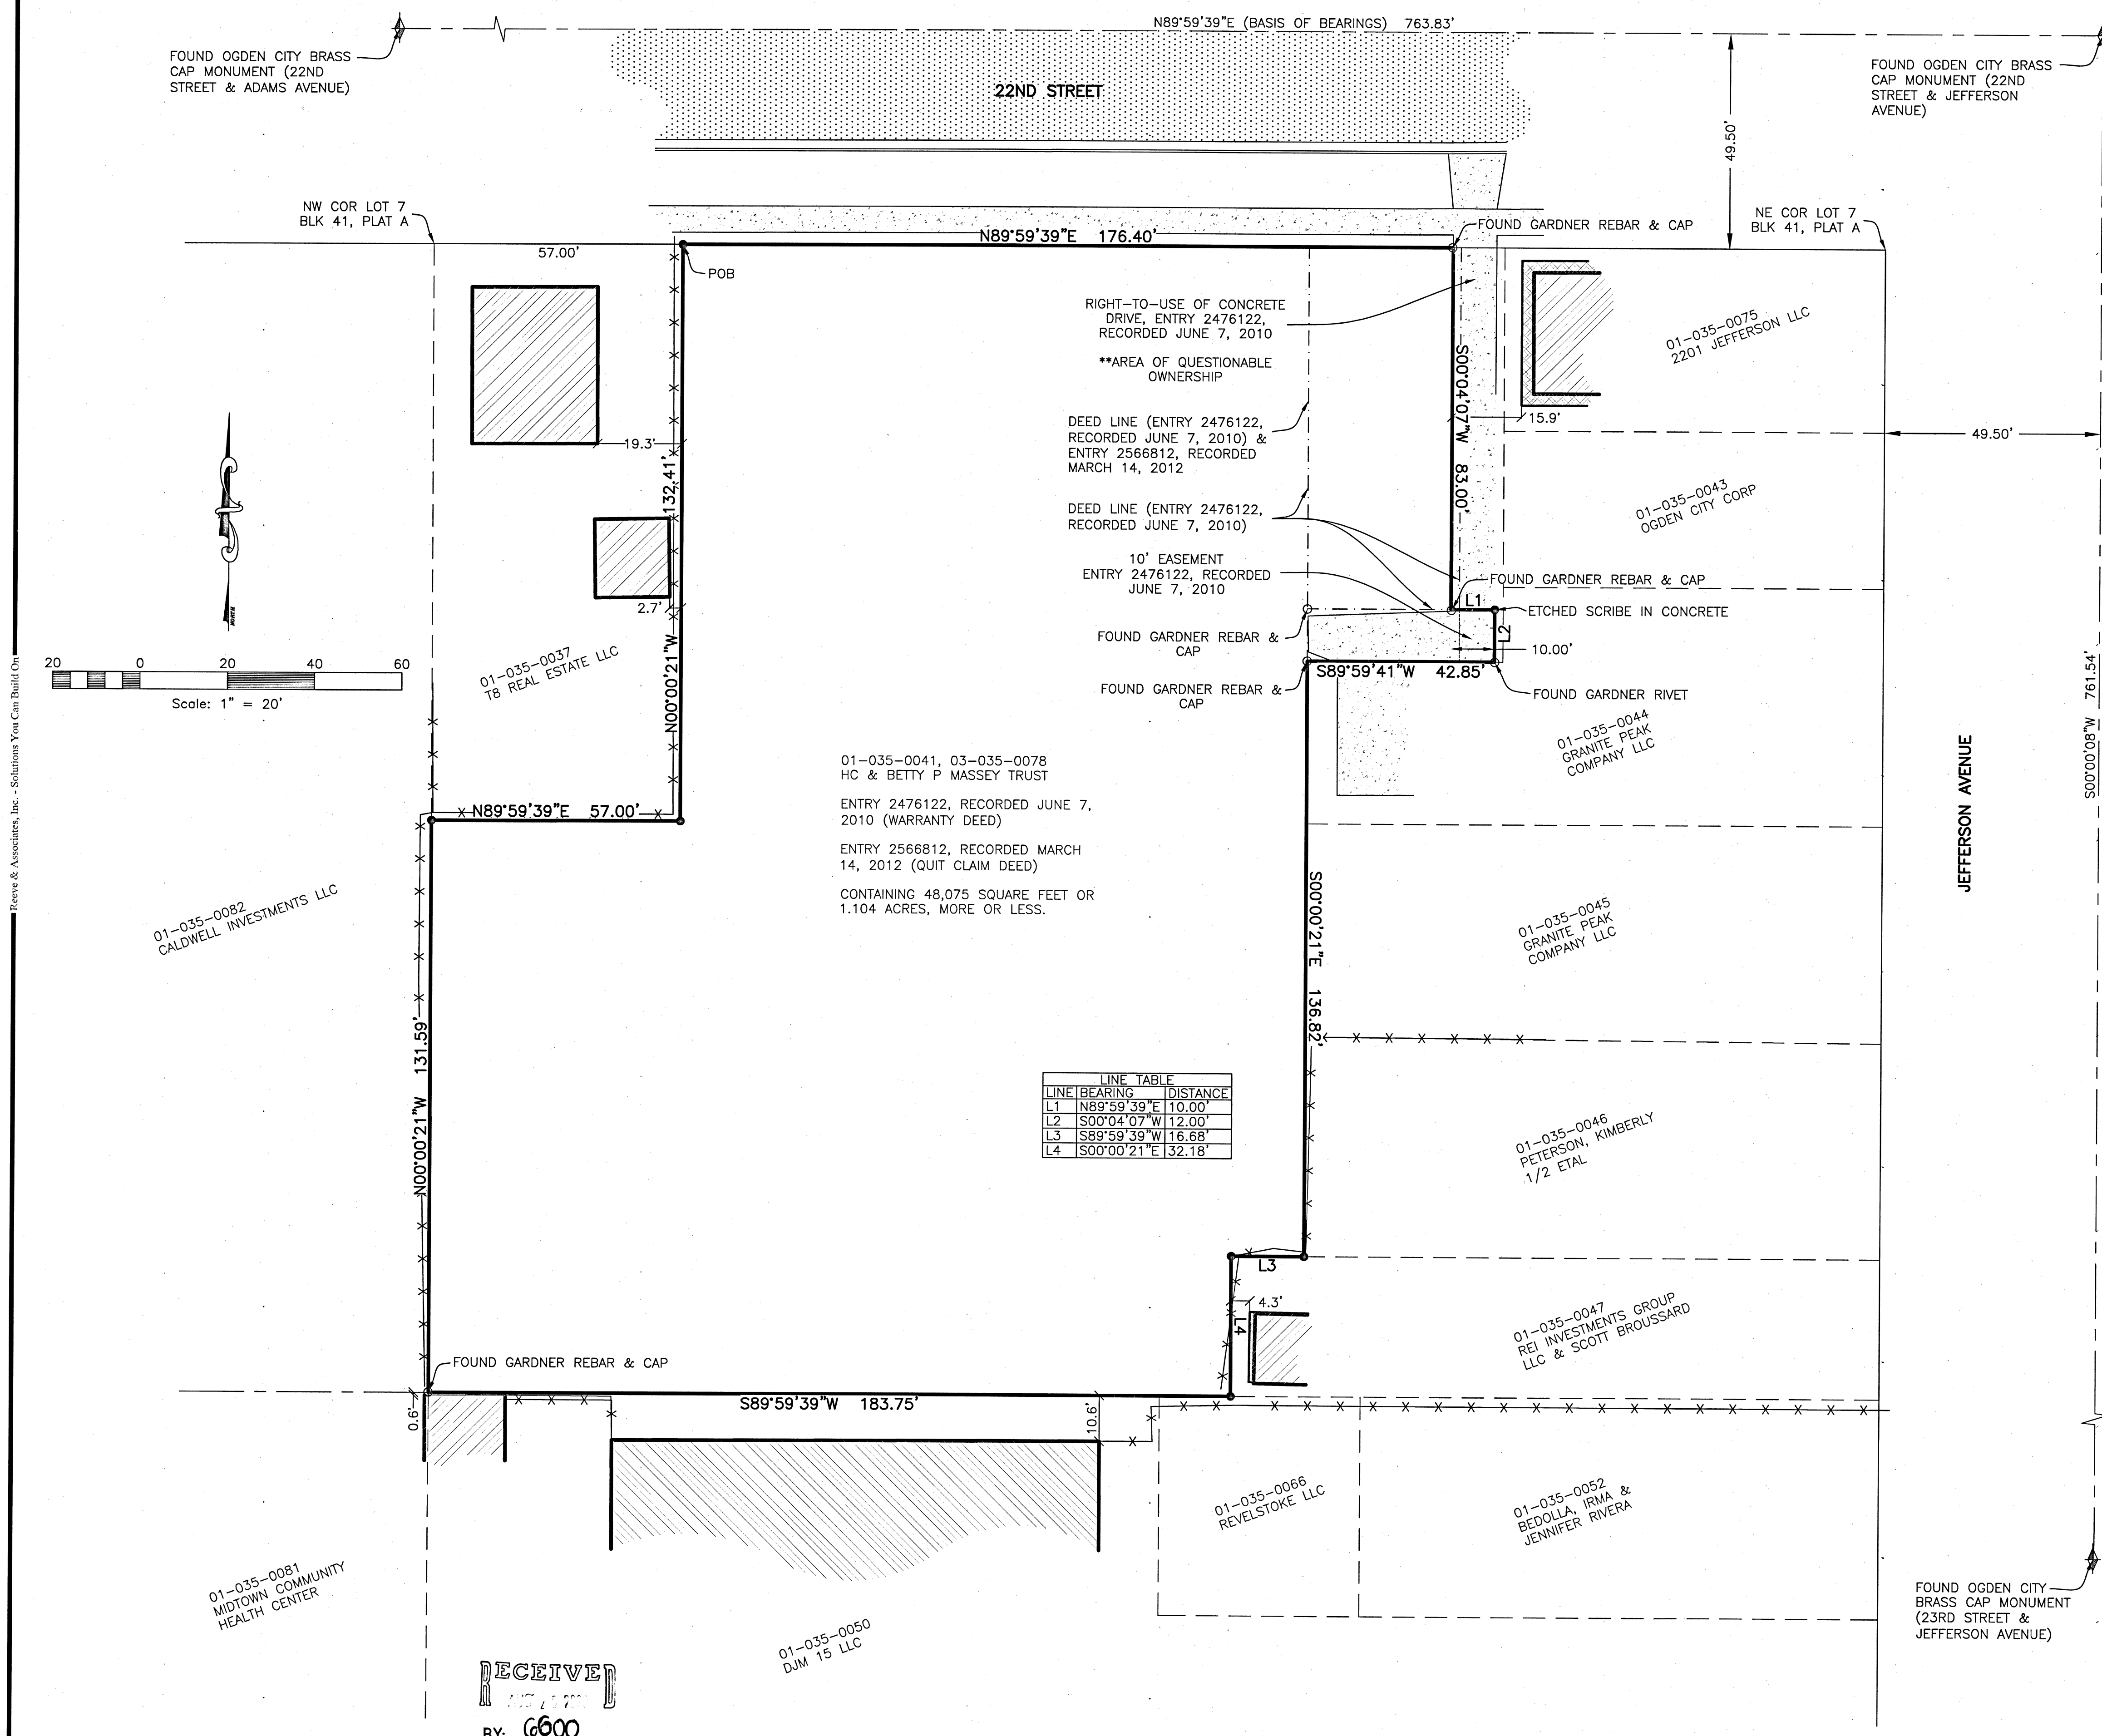 N89°59'39"E (BASIS OF BEARINGS) 763.83'
FOUND OGDEN CITY BRASS
CAP MONUMENT (22ND
STREET & ADAMS AVENUE)
22ND STREET
FOUND OGDEN CITY BRASS
CAP MONUMENT (22ND
STREET & JEFFERSON
AVENUE)
49.50'
NW COR LOT 7
BLK 41, PLAT A
NE COR LOT 7
BLK 41, PLAT A
FOUND GARDNER REBAR & CAP
N89°59'39"E 176.40'
57.00'
POB
RIGHT-TO-USE OF CONCRETE
DRIVE, ENTRY 2476122,
RECORDED JUNE 7, 2010
**AREA OF QUESTIONABLE
OWNERSHIP
DEED LINE (ENTRY 2476122,
RECORDED JUNE 7, 2010) &
ENTRY 2566812, RECORDED
MARCH 14, 2012
DEED LINE (ENTRY 2476122,
RECORDED JUNE 7, 2010)
10' EASEMENT
ENTRY 2476122, RECORDED
JUNE 7, 2010
S00°04'07"W 83.00'
15.9'
01-035-0075
2201 JEFFERSON LLC
49.50'
01-035-0043
OGDEN CITY CORP
19.3'
N00°00'21"W 132.41'
2.7'
FOUND GARDNER REBAR & CAP
L1
ETCHED SCRIBE IN CONCRETE
L2
10.00'
FOUND GARDNER REBAR &
CAP
S89°59'41"W 42.85'
FOUND GARDNER REBAR &
CAP
FOUND GARDNER RIVET
01-035-0037
T8 REAL ESTATE LLC
20 0 20 40 60
Scale: 1" = 20'
Reeve & Associates, Inc. - Solutions You Can Build On
01-035-0044
GRANITE PEAK
COMPANY LLC
JEFFERSON AVENUE
S00°00'08"W 761.54'
01-035-0041, 03-035-0078
HC & BETTY P MASSEY TRUST
ENTRY 2476122, RECORDED JUNE 7,
2010 (WARRANTY DEED)
ENTRY 2566812, RECORDED MARCH
14, 2012 (QUIT CLAIM DEED)
CONTAINING 48,075 SQUARE FEET OR
1.104 ACRES, MORE OR LESS.
N89°59'39"E 57.00'
01-035-0082
CALDWELL INVESTMENTS LLC
N00°00'21"W 131.59'
S00°00'21"E 136.82'
01-035-0045
GRANITE PEAK
COMPANY LLC
LINE TABLE
LINE BEARING DISTANCE
L1 N89°59'39"E 10.00'
L2 S00°04'07"W 12.00'
L3 S89°59'39"W 16.68'
L4 S00°00'21"E 32.18'
01-035-0046
PETERSON, KIMBERLY
1/2 ETAL
L3
4.3'
L4
01-035-0047
REI INVESTMENTS GROUP
LLC & SCOTT BROUSSARD
FOUND GARDNER REBAR & CAP
S89°59'39"W 183.75'
0.6'
10.6'
01-035-0066
REVELSTOKE LLC
01-035-0052
BEDOLLA, IRMA &
JENNIFER RIVERA
01-035-0081
MIDTOWN COMMUNITY
HEALTH CENTER
01-035-0050
DJM 15 LLC
FOUND OGDEN CITY
BRASS CAP MONUMENT
(23RD STREET &
JEFFERSON AVENUE)
RECEIVED
BY: 6600